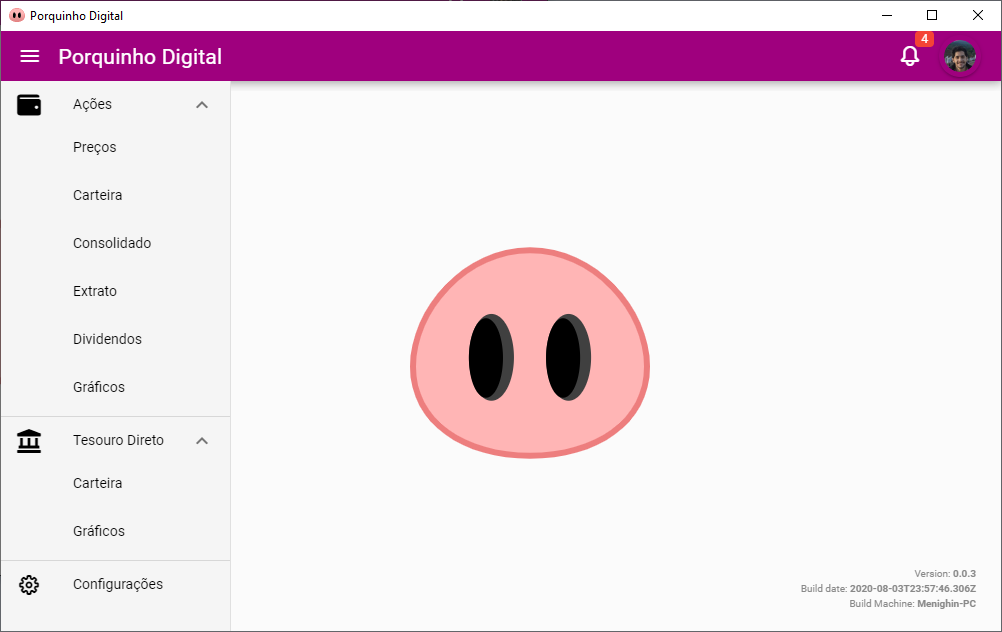 Porquinho Digital
Porquinho Digital
4
Ações
Preços
Carteira
Consolidado
Extrato
Dividendos
Gráficos
Tesouro Direto
Carteira
Gráficos
Configurações
Version: 0.0.3
Build date: 2020-08-03T23:57:46.306Z
Build Machine: Menighin-PC